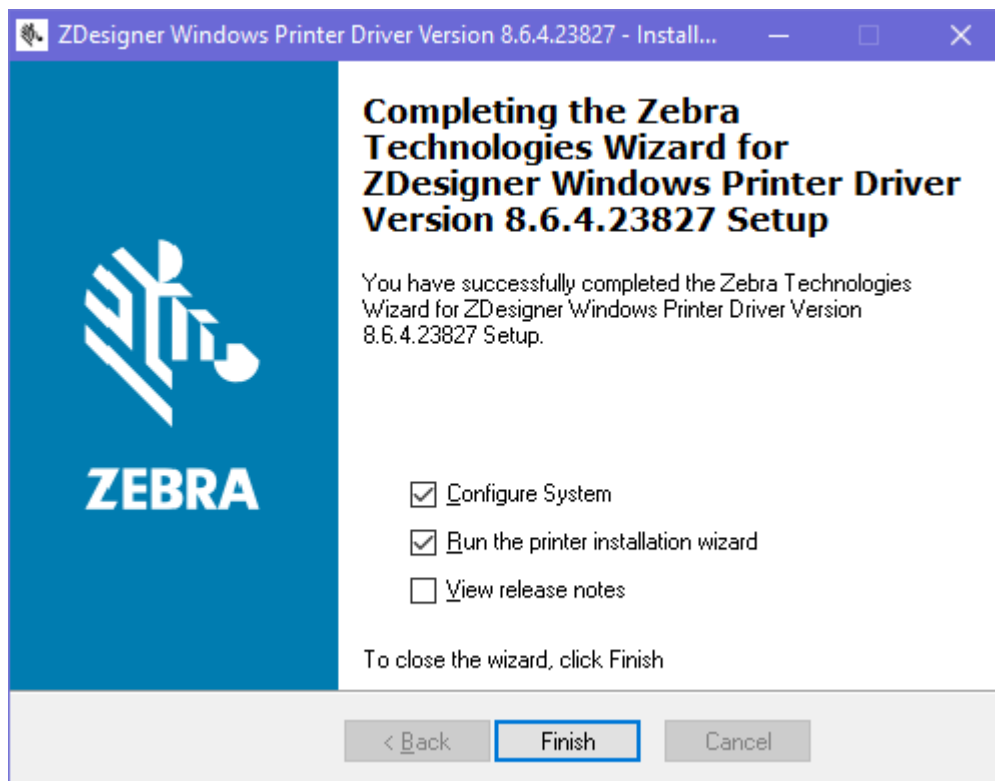 ZDesigner Windows Printer Driver Version 8.6.4.23827 - Install...
Completing the Zebra
Technologies Wizard for
ZDesigner Windows Printer Driver
Version 8.6.4.23827 Setup
You have successfully completed the Zebra Technologies
Wizard for ZDesigner Windows Printer Driver Version
8.6.4.23827 Setup.
ZEBRA
Configure System
Run the printer installation wizard
View release notes
To close the wizard, click Finish
< Back
Finish
Cancel